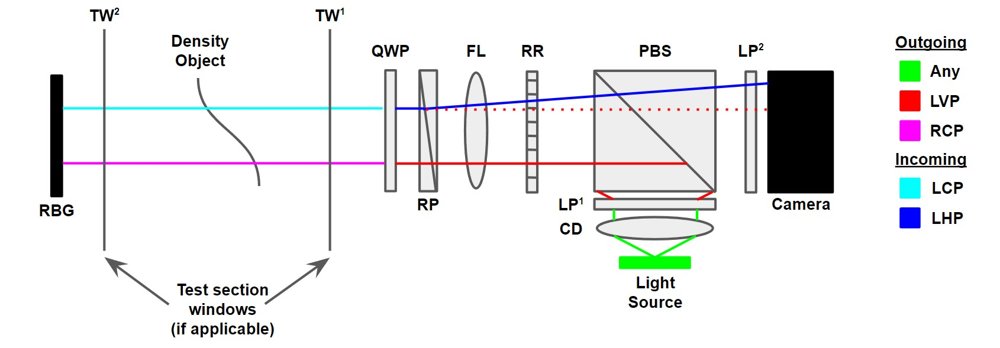 TW²
TW¹
Density
Object
QWP
FL
RR
PBS
LP²
RBG
RP
LP¹
CD
Camera
Light
Source
Test section
windows
(if applicable)
Outgoing
Any
LVP
RCP
Incoming
LCP
LHP